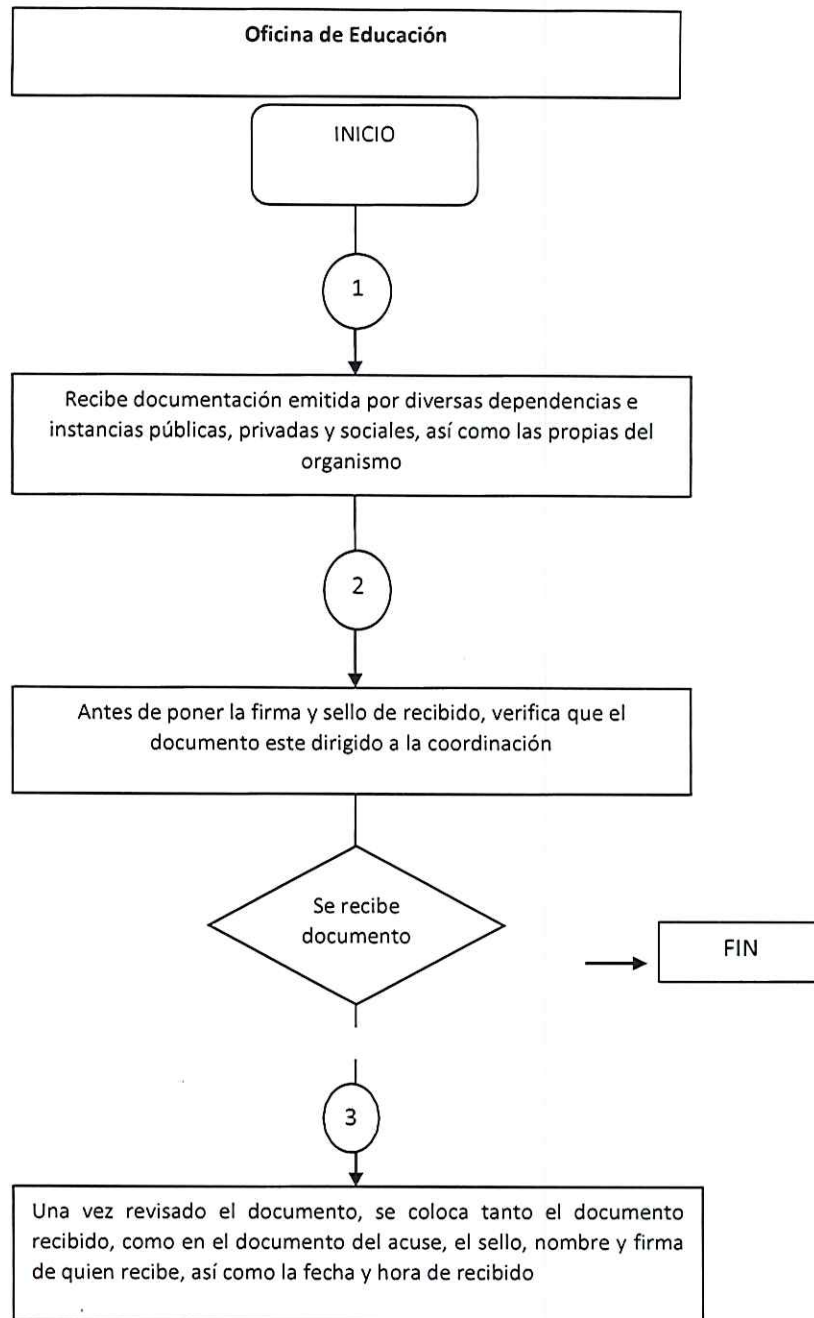 Oficina de Educación
INICIO
1
Recibe documentación emitida por diversas dependencias e
instancias públicas, privadas y sociales, así como las propias del
organismo
2
Antes de poner la firma y sello de recibido, verifica que el
documento este dirigido a la coordinación
Se recibe
documento
FIN
3
Una vez revisado el documento, se coloca tanto el documento
recibido, como en el documento del acuse, el sello, nombre y firma
de quien recibe, así como la fecha y hora de recibido